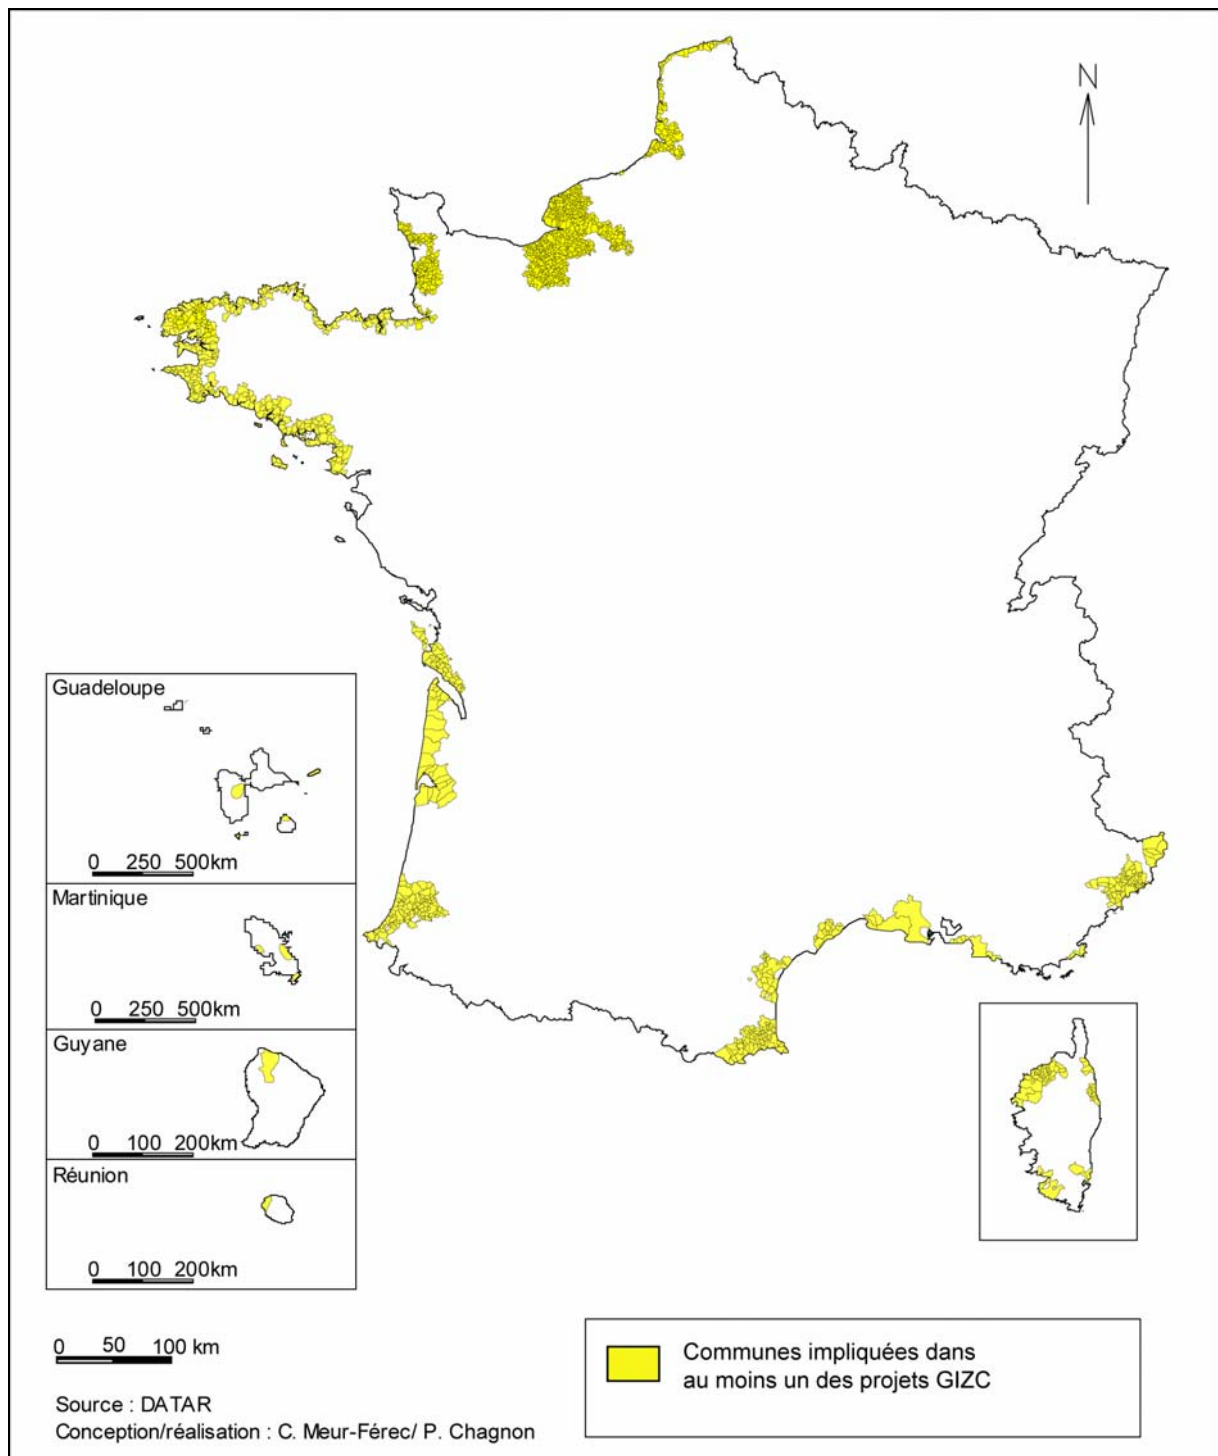 N
Guadeloupe
0 250 500km
Martinique
0 250 500km
Guyane
0 100 200km
Réunion
0 100 200km
0 50 100 km
Source : DATAR
Conception/réalisation : C. Meur-Férec/ P. Chagnon
Communes impliquées dans
au moins un des projets GIZC